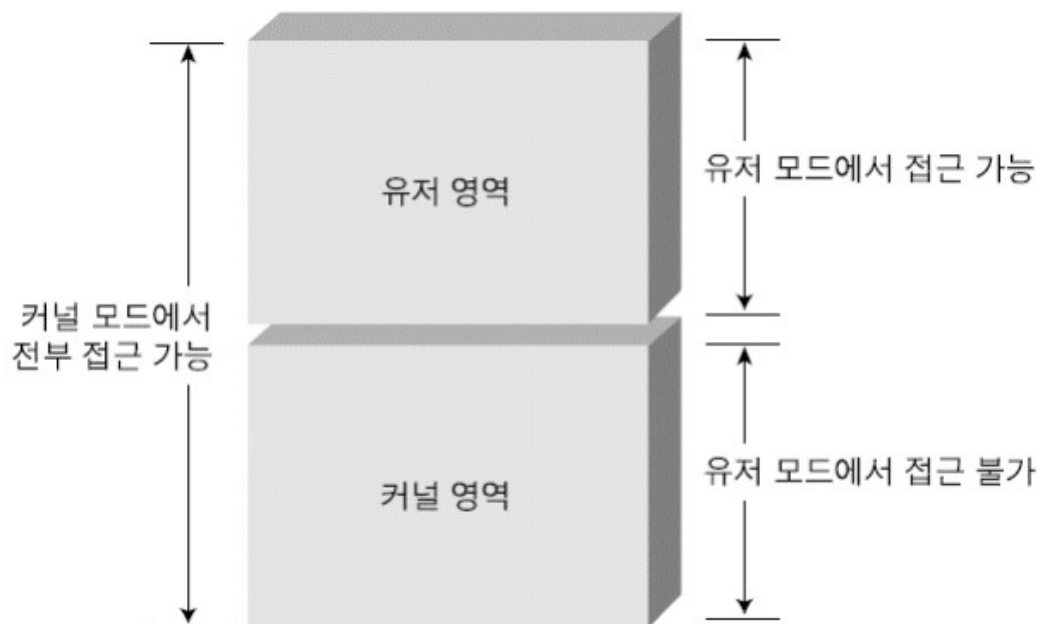 유저 영역
유저 모드에서 접근 가능
커널 모드에서
전부 접근 가능
커널 영역
유저 모드에서 접근 불가